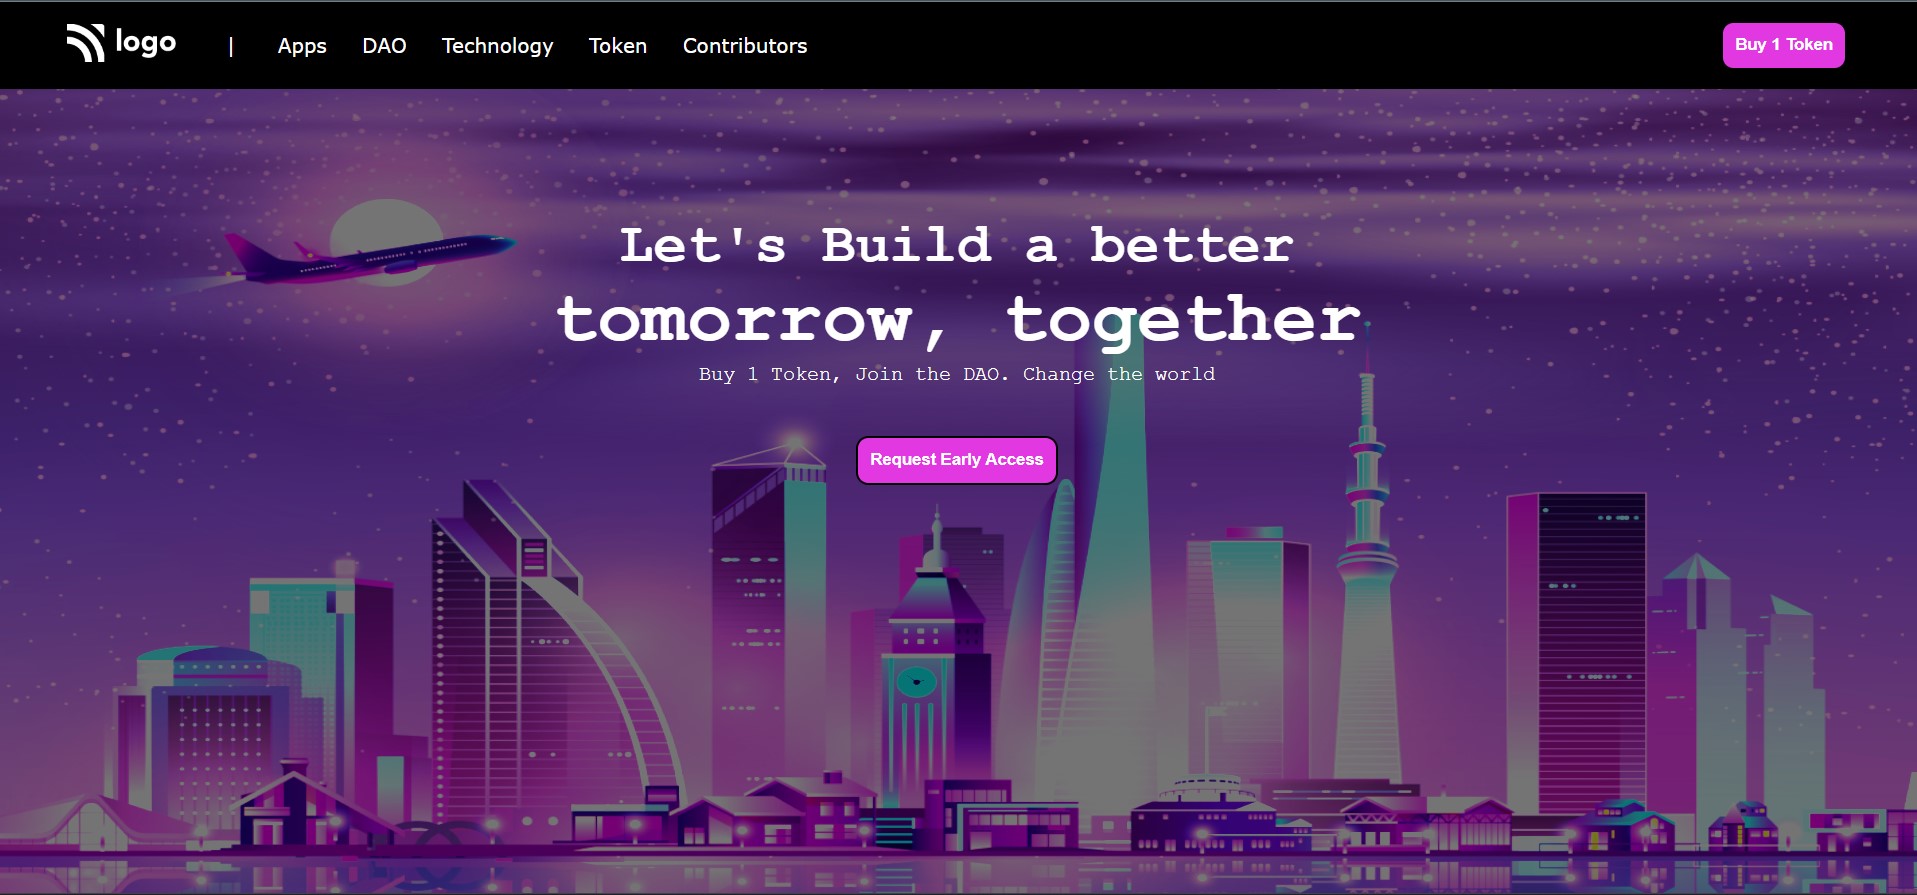 logo | Apps DAO Technology Token Contributors Buy 1 Token
Let's Build a better
tomorrow, together
Buy 1 Token, Join the DAO. Change the world
Request Early Access